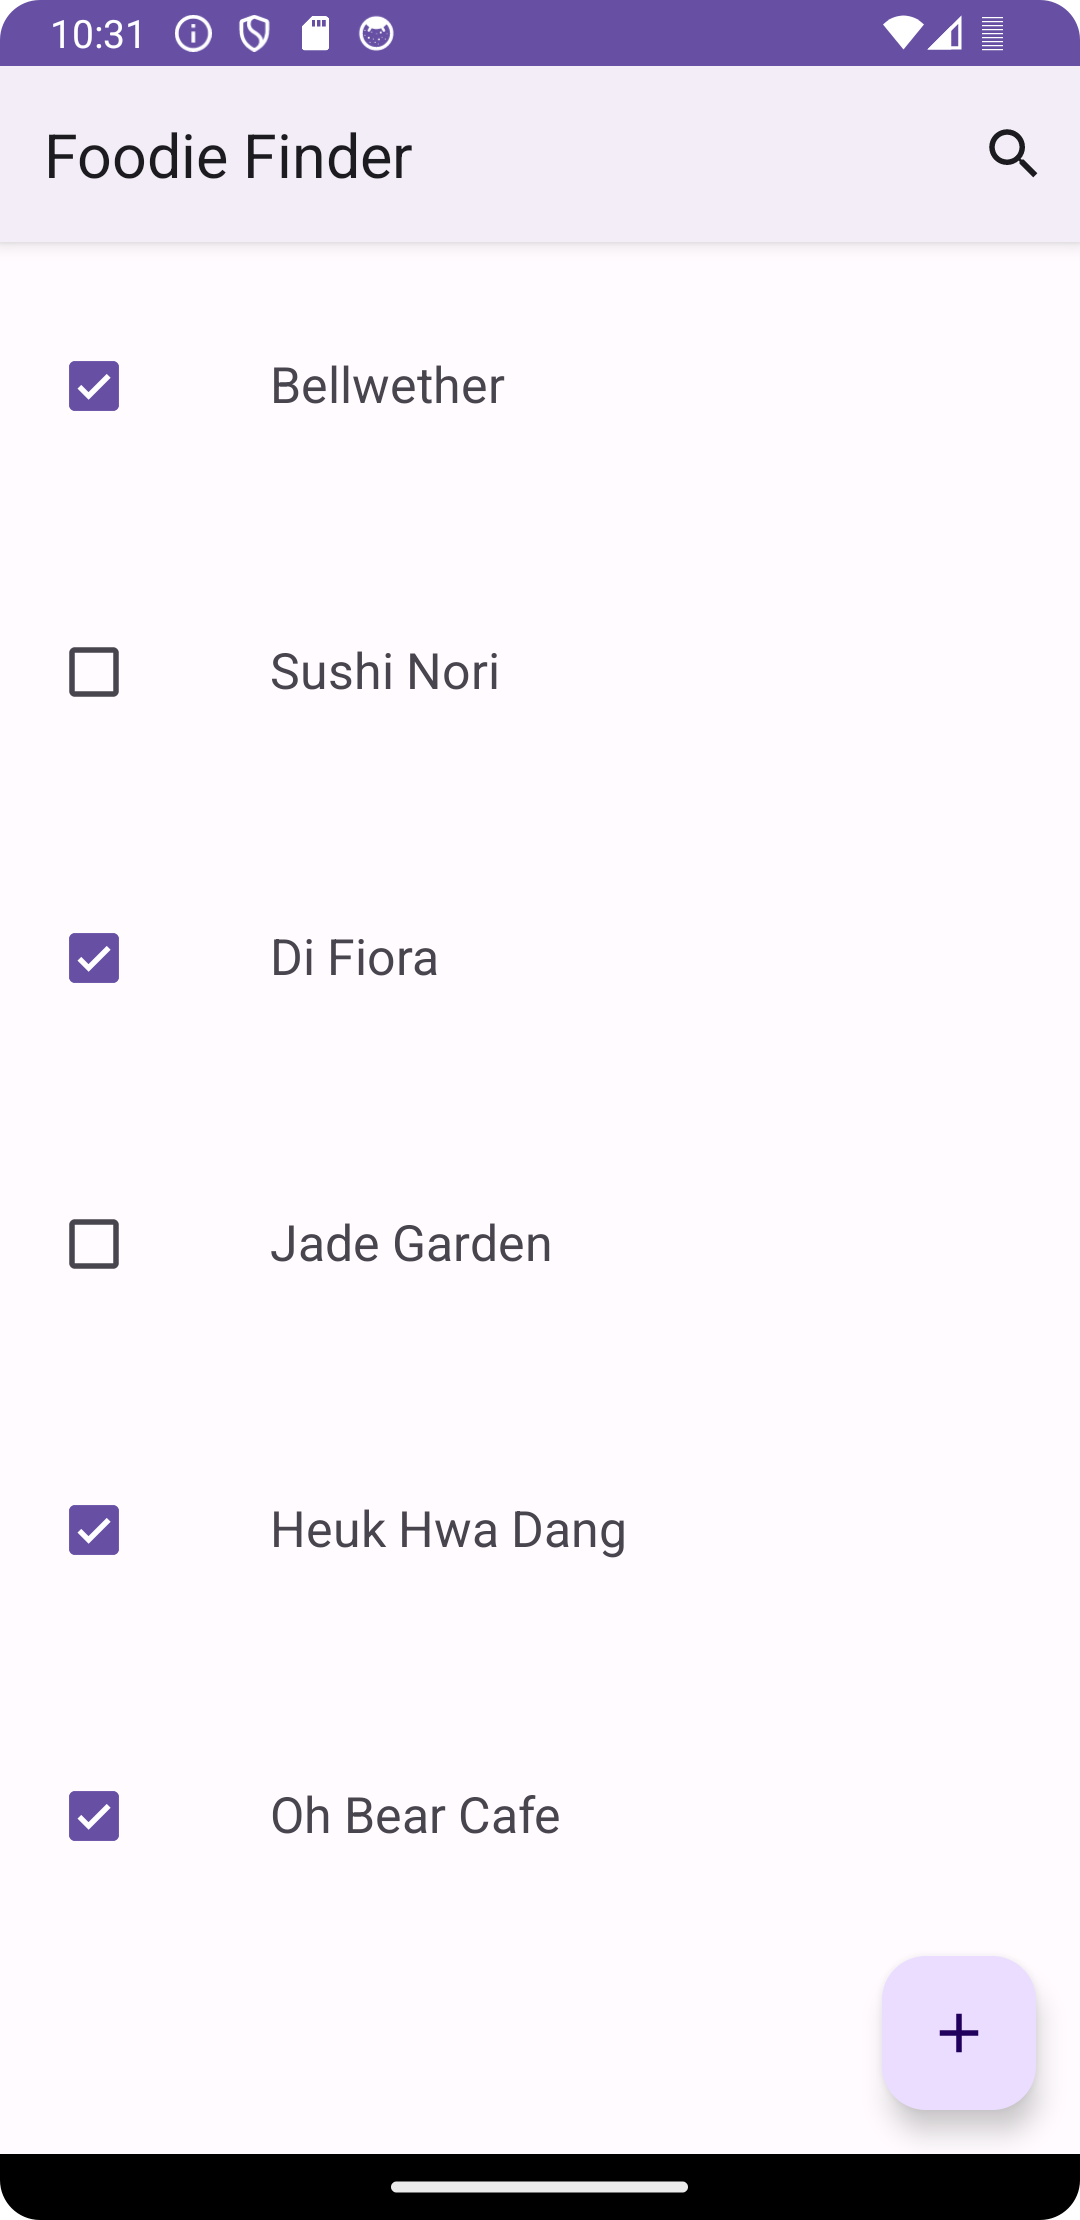 10:31
Foodie Finder
Bellwether
Sushi Nori
Di Fiora
Jade Garden
Heuk Hwa Dang
Oh Bear Cafe